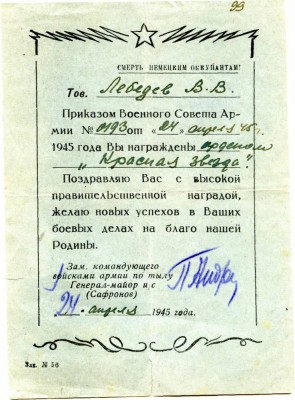 99
СМЕРТЬ НЕМЕЦКИМ ОККУПАНТАМ!
Тов. Лебедев В. В.
Приказом Военного Совета Ар-
мии № 0193 от „24" апреля 45 г.
1945 года Вы награждены орденом
„Красная звезда".
Поздравляю Вас с высокой
правительственной наградой,
желаю новых успехов в Ваших
боевых делах на благо нашей
Родины.
Зам. командующего
войсками армии по тылу
Генерал-майор и с
(Сафронов)
„24" апреля 1945 года.
Зак. № 56